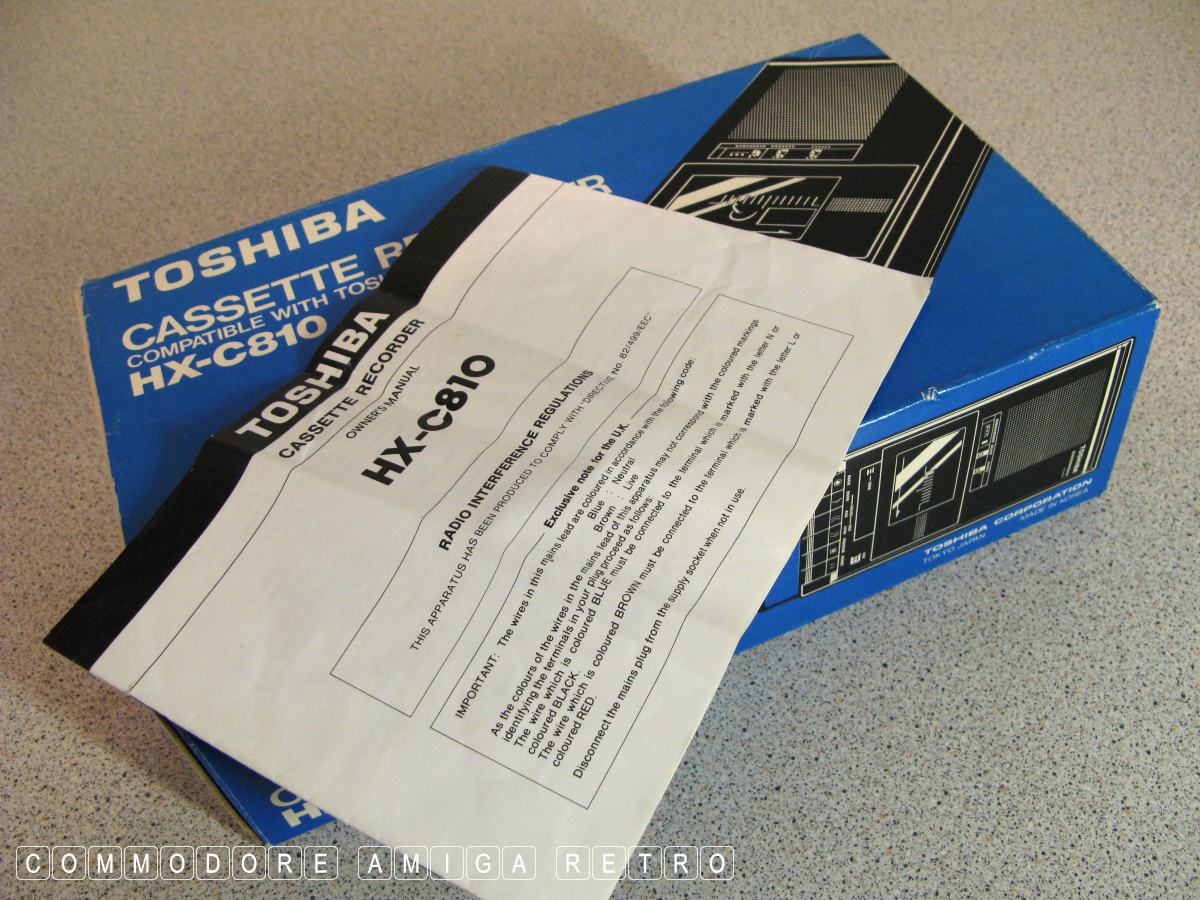 TOSHIBA
CASSETTE R
ER
COMPATIBLE WITH TOSH
HX-C810
TOSHIBA
CASSETTE RECORDER
OWNER'S MANUAL
HX-C810
RADIO INTERFERENCE REGULATIONS
THIS APPARATUS HAS BEEN PRODUCED TO COMPLY WITH "DIRECTIVE No. 82/499/EEC"
Exclusive note for the U.K.
IMPORTANT: The wires in this mains lead are coloured in accordance with the following code:
Blue : Neutral
Brown : Live
As the colours of the wires in the mains lead of this apparatus may not correspond with the coloured markings
identifying the terminals in your plug proceed as follows:
The wire which is coloured BLUE must be connected to the terminal which is marked with the letter N or
coloured BLACK.
The wire which is coloured BROWN must be connected to the terminal which is marked with the letter L or
coloured RED.
Disconnect the mains plug from the supply socket when not in use.
TOSHIBA CORPORATION
TOKYO JAPAN
MADE IN KOREA
COMMODORE AMIGA RETRO